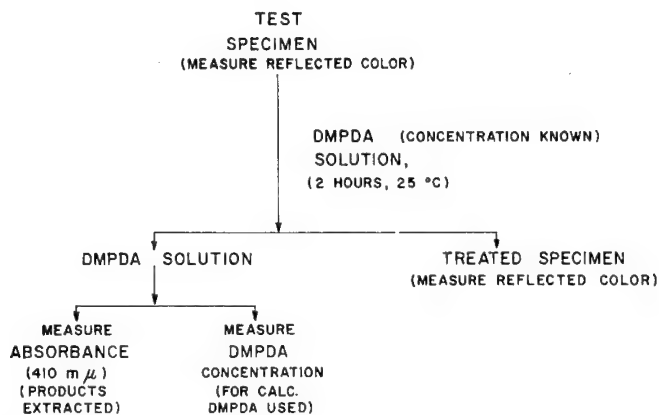 TEST
SPECIMEN
(MEASURE REFLECTED COLOR)
DMPDA (CONCENTRATION KNOWN)
SOLUTION,
(2 HOURS, 25 °C)
DMPDA SOLUTION
TREATED SPECIMEN
(MEASURE REFLECTED COLOR)
MEASURE
ABSORBANCE
(410 m μ)
(PRODUCTS
EXTRACTED)
MEASURE
DMPDA
CONCENTRATION
(FOR CALC.
DMPDA USED)